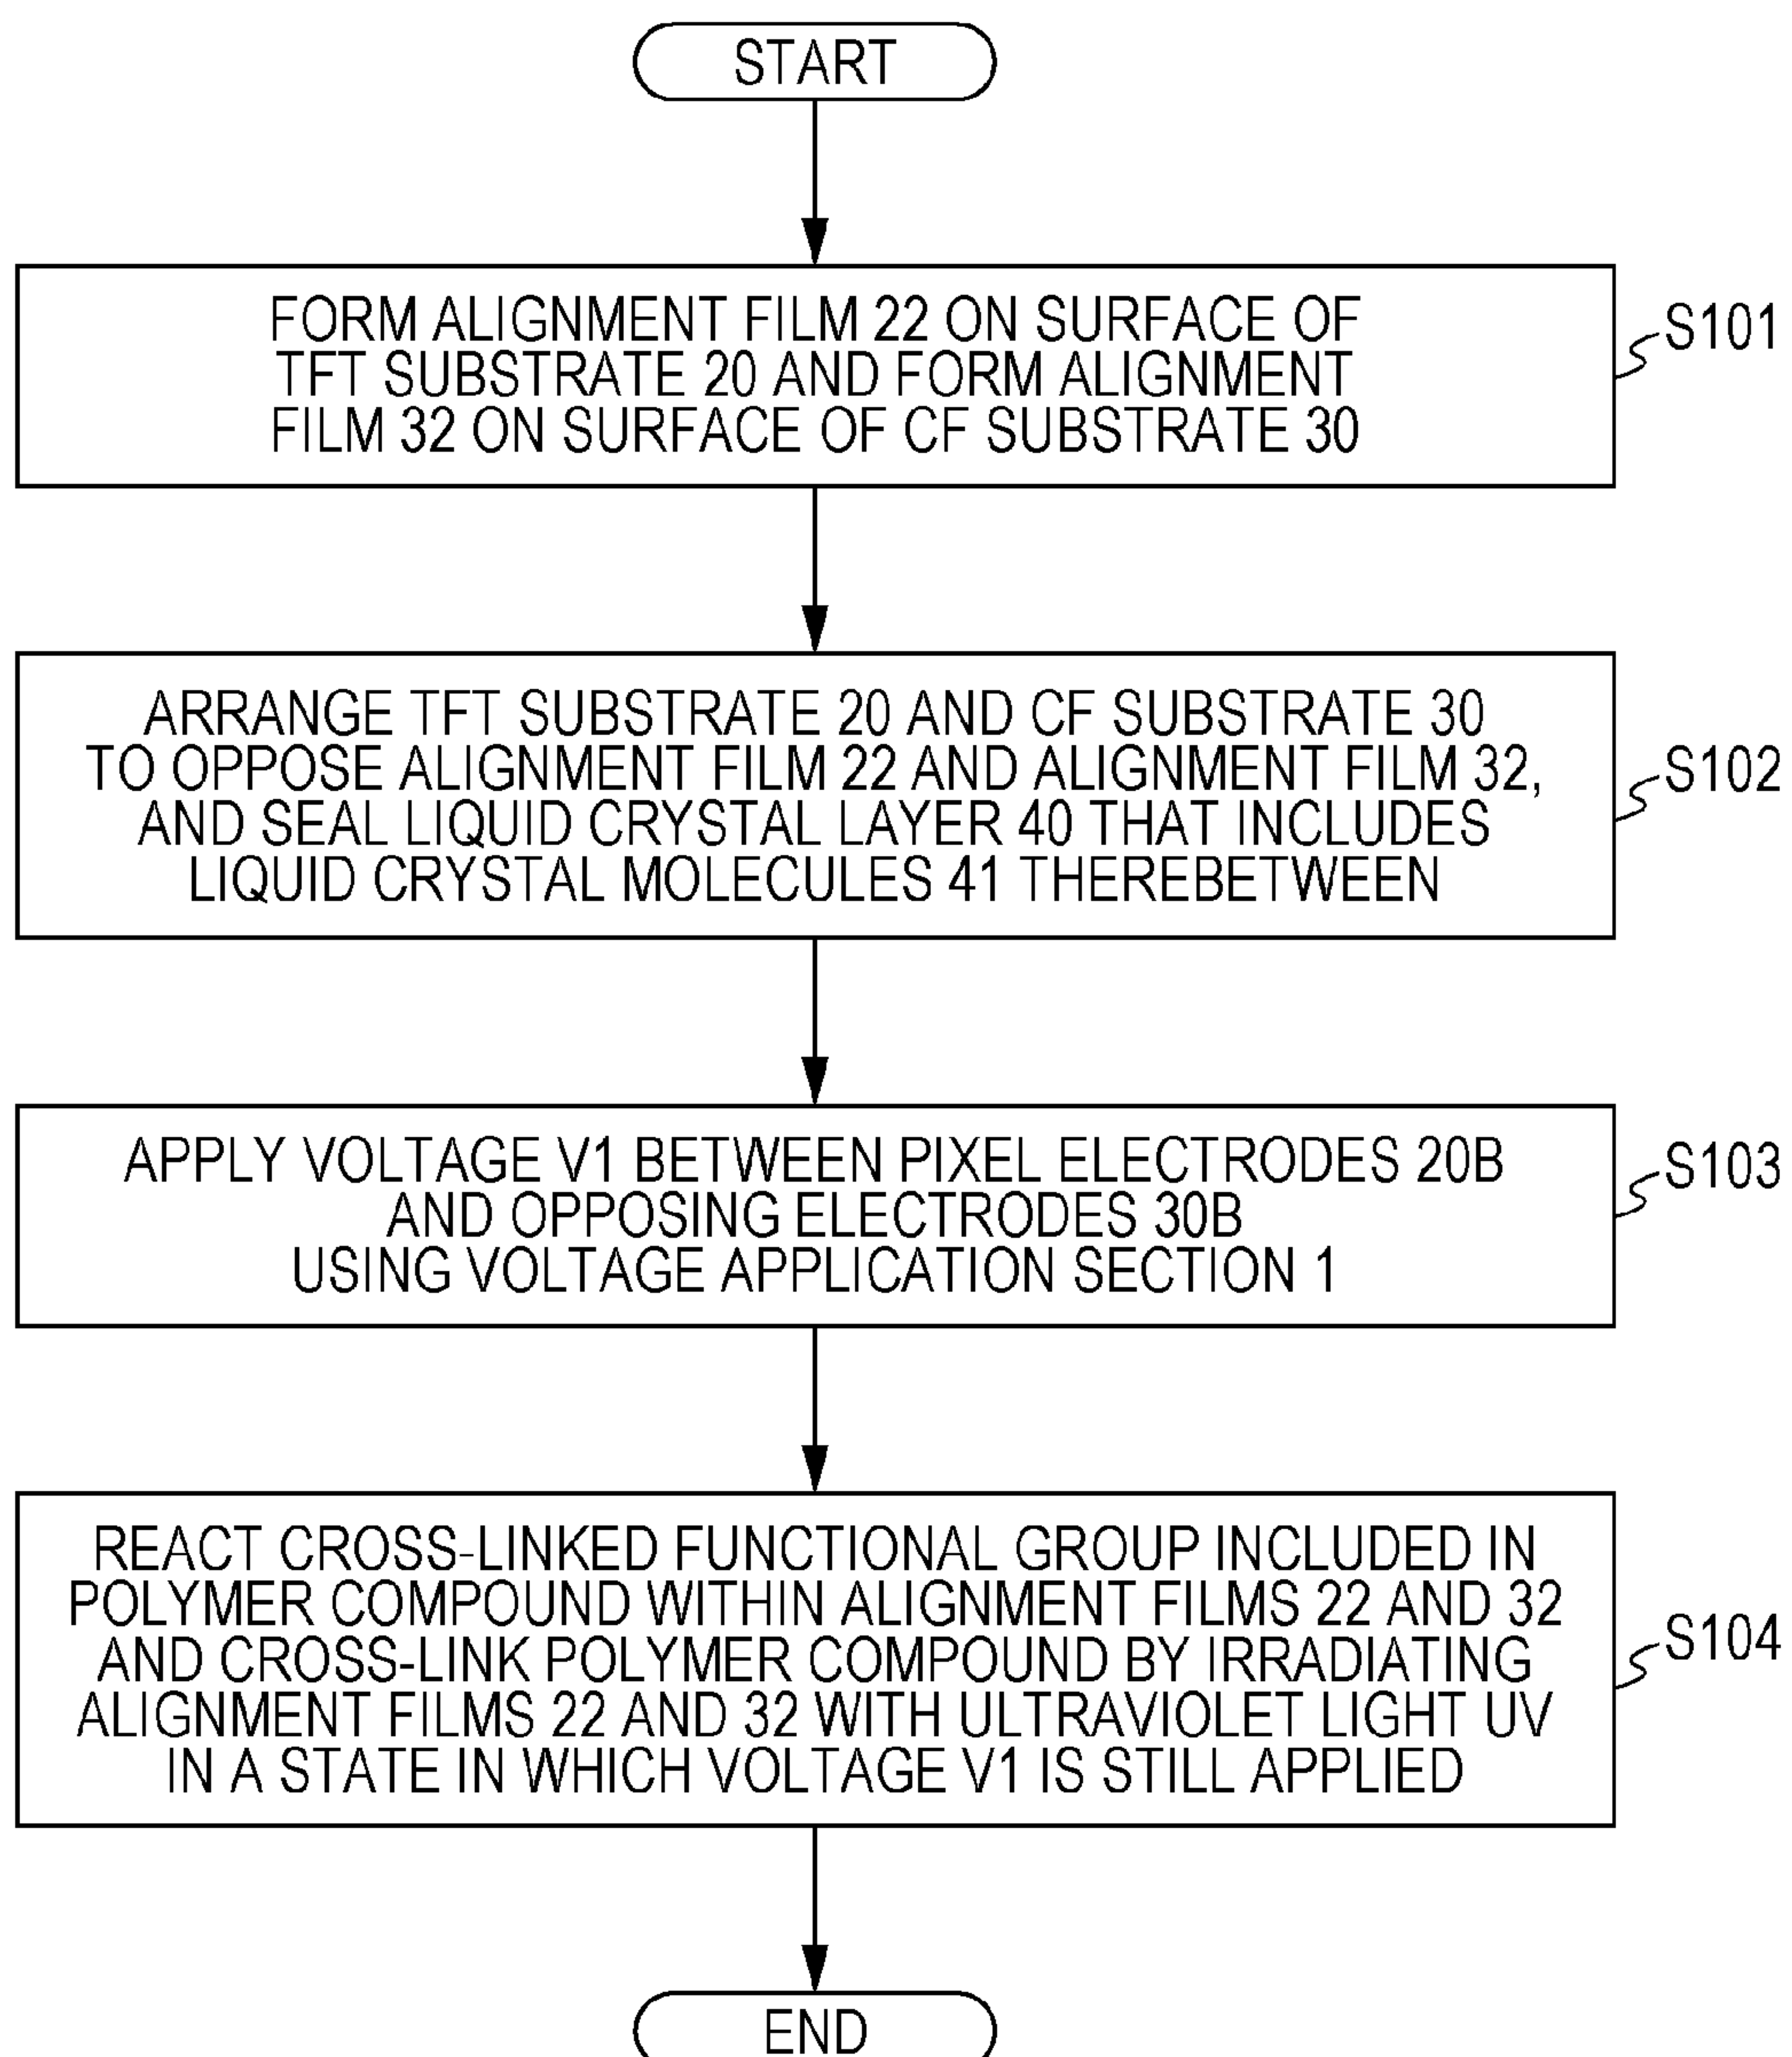 START
FORM ALIGNMENT FILM 22 ON SURFACE OF
TFT SUBSTRATE 20 AND FORM ALIGNMENT
FILM 32 ON SURFACE OF CF SUBSTRATE 30
S101
ARRANGE TFT SUBSTRATE 20 AND CF SUBSTRATE 30
TO OPPOSE ALIGNMENT FILM 22 AND ALIGNMENT FILM 32,
AND SEAL LIQUID CRYSTAL LAYER 40 THAT INCLUDES
LIQUID CRYSTAL MOLECULES 41 THEREBETWEEN
S102
APPLY VOLTAGE V1 BETWEEN PIXEL ELECTRODES 20B
AND OPPOSING ELECTRODES 30B
USING VOLTAGE APPLICATION SECTION 1
S103
REACT CROSS-LINKED FUNCTIONAL GROUP INCLUDED IN
POLYMER COMPOUND WITHIN ALIGNMENT FILMS 22 AND 32
AND CROSS-LINK POLYMER COMPOUND BY IRRADIATING
ALIGNMENT FILMS 22 AND 32 WITH ULTRAVIOLET LIGHT UV
IN A STATE IN WHICH VOLTAGE V1 IS STILL APPLIED
S104
END